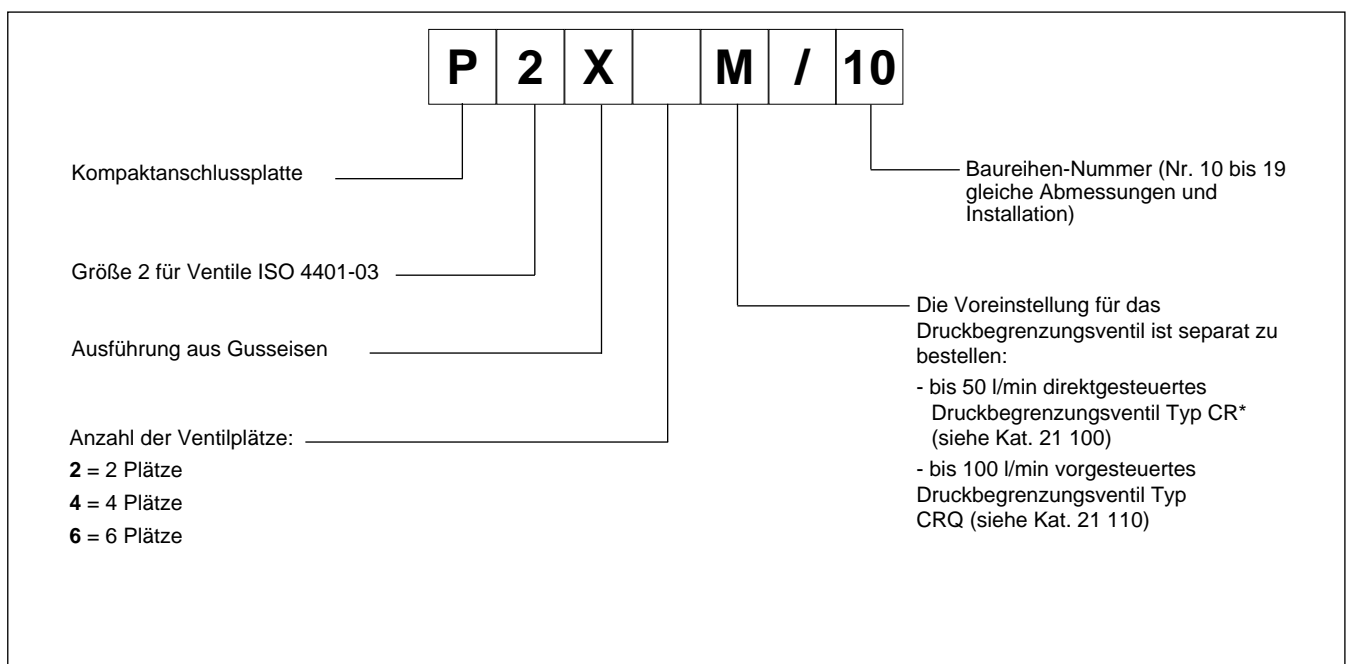 P 2 X M / 10
Kompaktanschlussplatte
Größe 2 für Ventile ISO 4401-03
Ausführung aus Gusseisen
Anzahl der Ventilplätze:
2 = 2 Plätze
4 = 4 Plätze
6 = 6 Plätze
Baureihen-Nummer (Nr. 10 bis 19
gleiche Abmessungen und
Installation)
Die Voreinstellung für das
Druckbegrenzungsventil ist separat zu
bestellen:
- bis 50 l/min direktgesteuertes
Druckbegrenzungsventil Typ CR*
(siehe Kat. 21 100)
- bis 100 l/min vorgesteuertes
Druckbegrenzungsventil Typ
CRQ (siehe Kat. 21 110)